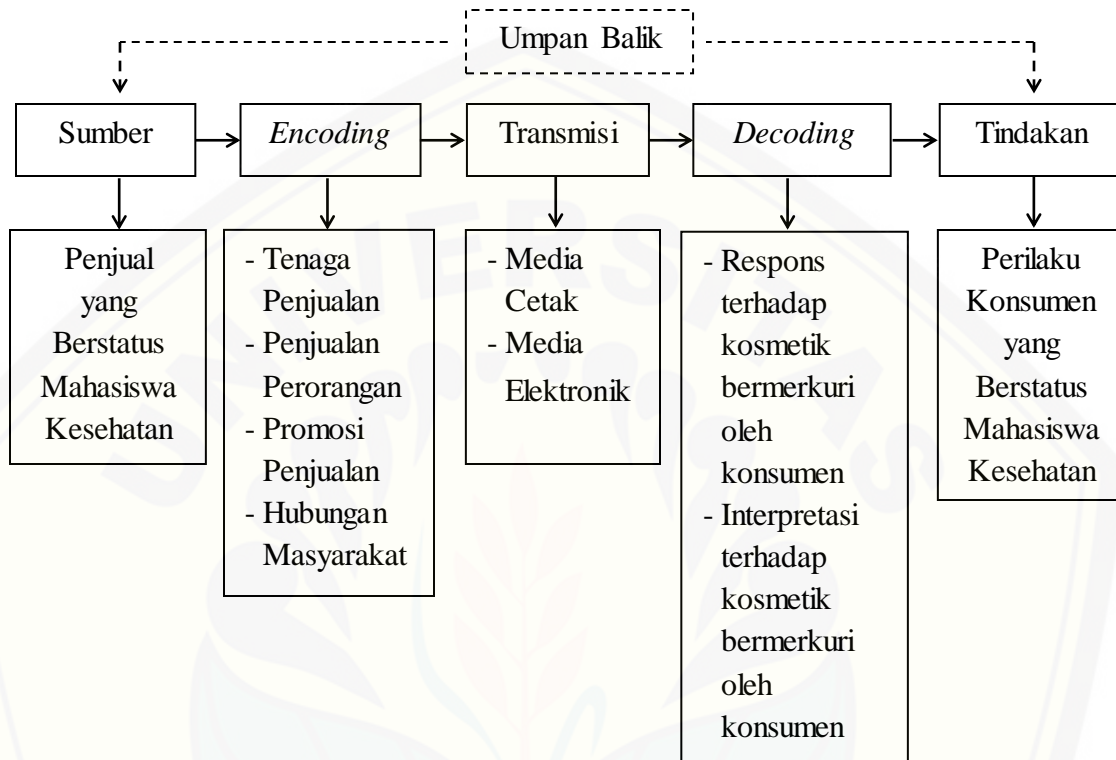 Umpan Balik
Sumber
Encoding
Transmisi
Decoding
Tindakan
Penjual
yang
Berstatus
Mahasiswa
Kesehatan
- Tenaga
Penjualan
- Penjualan
Perorangan
- Promosi
Penjualan
- Hubungan
Masyarakat
- Media
Cetak
- Media
Elektronik
- Respons
terhadap
kosmetik
bermerkuri
oleh
konsumen
- Interpretasi
terhadap
kosmetik
bermerkuri
oleh
konsumen
Perilaku
Konsumen
yang
Berstatus
Mahasiswa
Kesehatan
UNIVERSITAS